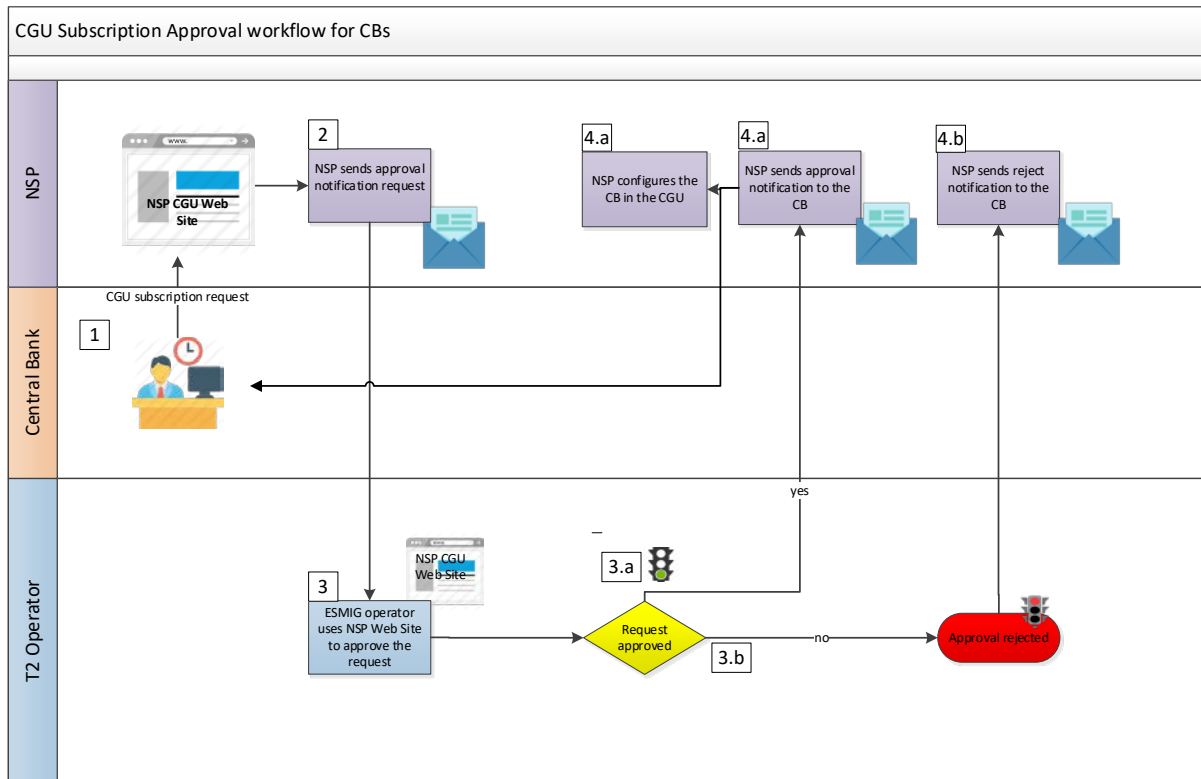 CGU Subscription Approval workflow for CBs
NSP
www.
NSP CGU Web
Site
2
NSP sends approval
notification request
4.a
NSP configures the
CB in the CGU
4.a
NSP sends approval
notification to the
CB
4.b
NSP sends reject
notification to the
CB
Central Bank
CGU subscription request
1
T2 Operator
yes
NSP CGU
Web Site
3
ESMIG operator
uses NSP Web Site
to approve the
request
3.a
Request
approved
3.b
no
Approval rejected